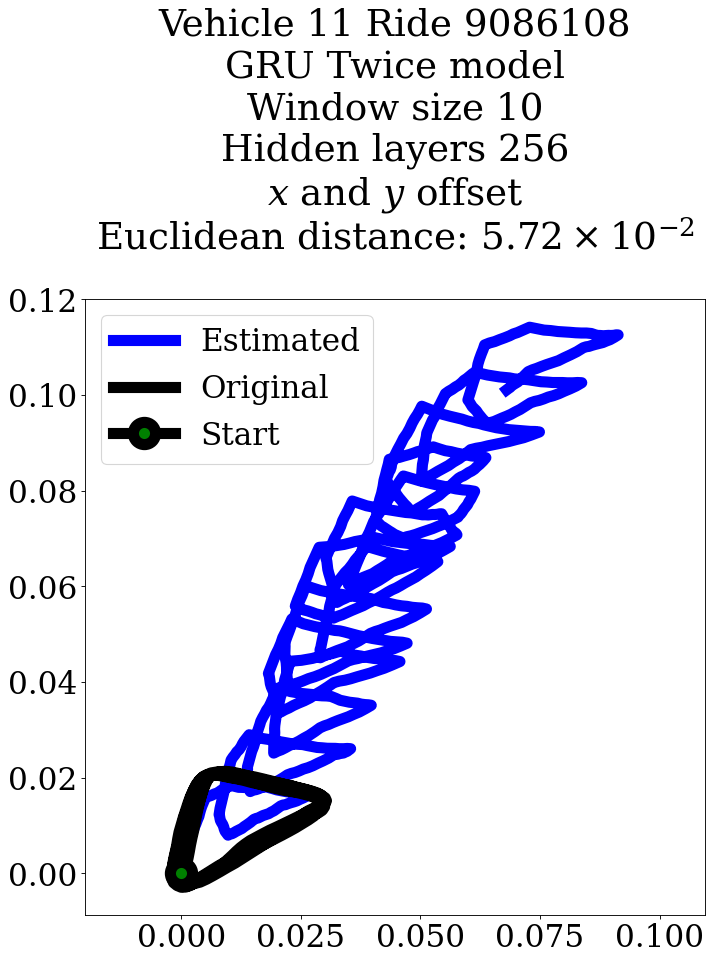 Vehicle 11 Ride 9086108
GRU Twice model
Window size 10
Hidden layers 256
x and y offset
Euclidean distance: 5.72 × 10⁻²
0.12
0.10
0.08
0.06
0.04
0.02
0.00
Estimated
Original
Start
0.000 0.025 0.050 0.075 0.100